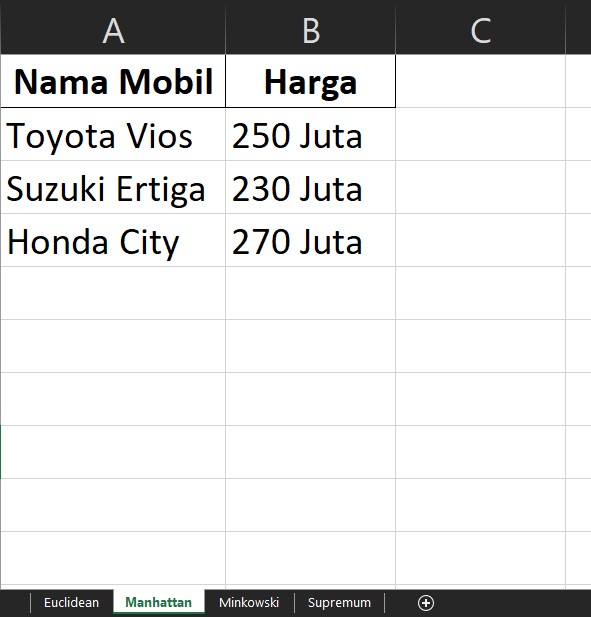 A B C
Nama Mobil Harga
Toyota Vios 250 Juta
Suzuki Ertiga 230 Juta
Honda City 270 Juta
Euclidean Manhattan Minkowski Supremum